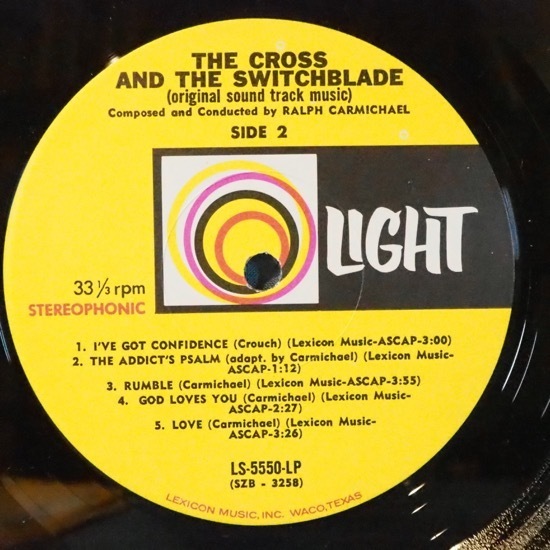 THE CROSS
AND THE SWITCHBLADE
(original sound track music)
Composed and Conducted by RALPH CARMICHAEL
SIDE 2
LIGHT
33 1/3 rpm
STEREOPHONIC
1. I'VE GOT CONFIDENCE (Crouch) (Lexicon Music-ASCAP-3:00)
2. THE ADDICT'S PSALM (adapt. by Carmichael) (Lexicon Music-
ASCAP-1:12)
3. RUMBLE (Carmichael) (Lexicon Music-ASCAP-3:55)
4. GOD LOVES YOU (Carmichael) (Lexicon Music-
ASCAP-2:27)
5. LOVE (Carmichael) (Lexicon Music-
ASCAP-3:26)
LS-5550-LP
(SZB - 3258)
LEXICON MUSIC, INC. WACO, TEXAS